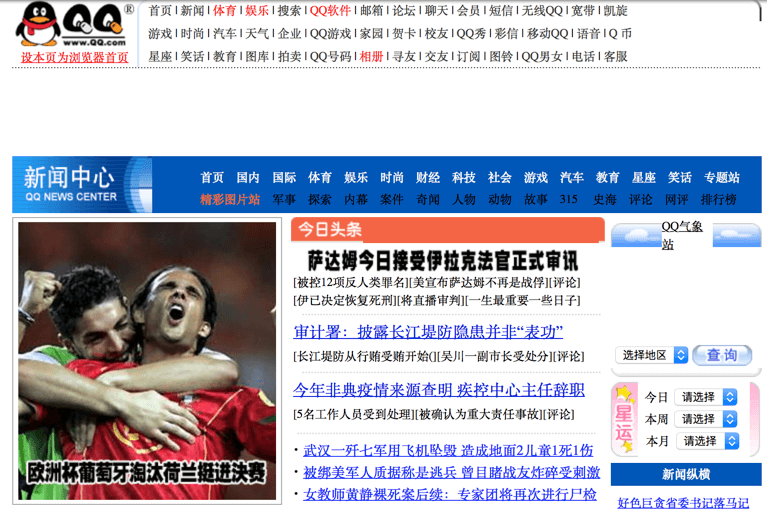 QQ®
www.QQ.com
设本页为浏览器首页
首页 | 新闻 | 体育 | 娱乐 | 搜索 | QQ软件 | 邮箱 | 论坛 | 聊天 | 会员 | 短信 | 无线QQ | 宽带 | 凯旋
游戏 | 时尚 | 汽车 | 天气 | 企业 | QQ游戏 | 家园 | 贺卡 | 校友 | QQ秀 | 彩信 | 移动QQ | 语音 | Q 币
星座 | 笑话 | 教育 | 图库 | 拍卖 | QQ号码 | 相册 | 寻友 | 交友 | 订阅 | 图铃 | QQ男女 | 电话 | 客服
新闻中心
QQ NEWS CENTER
首页 国内 国际 体育 娱乐 时尚 财经 科技 社会 游戏 汽车 教育 星座 笑话 专题站
精彩图片站 军事 探索 内幕 案件 奇闻 人物 动物 故事 315 史海 评论 网评 排行榜
欧洲杯葡萄牙淘汰荷兰挺进决赛
今日头条
萨达姆今日接受伊拉克法官正式审讯
[被控12项反人类罪名][美宣布萨达姆不再是战俘][评论]
[伊已决定恢复死刑][将直播审判][一生最重要一些日子]
审计署：披露长江堤防隐患并非“表功”
[长江堤防从行贿受贿开始(][吴川一副市长受处分][评论]
今年非典疫情来源查明 疾控中心主任辞职
[5名工作人员受到处理][被确认为重大责任事故][评论]
· 武汉一歼七军用飞机坠毁 造成地面2儿童1死1伤
· 被绑美军人质据称是逃兵 曾目睹战友炸碎受刺激
· 女教师黄静裸死案后续：专家团将再次进行尸检
QQ气象站
选择地区
查 询
星运
今日 请选择
本周 请选择
本月 请选择
新闻纵横
好色巨贪省委书记落马记